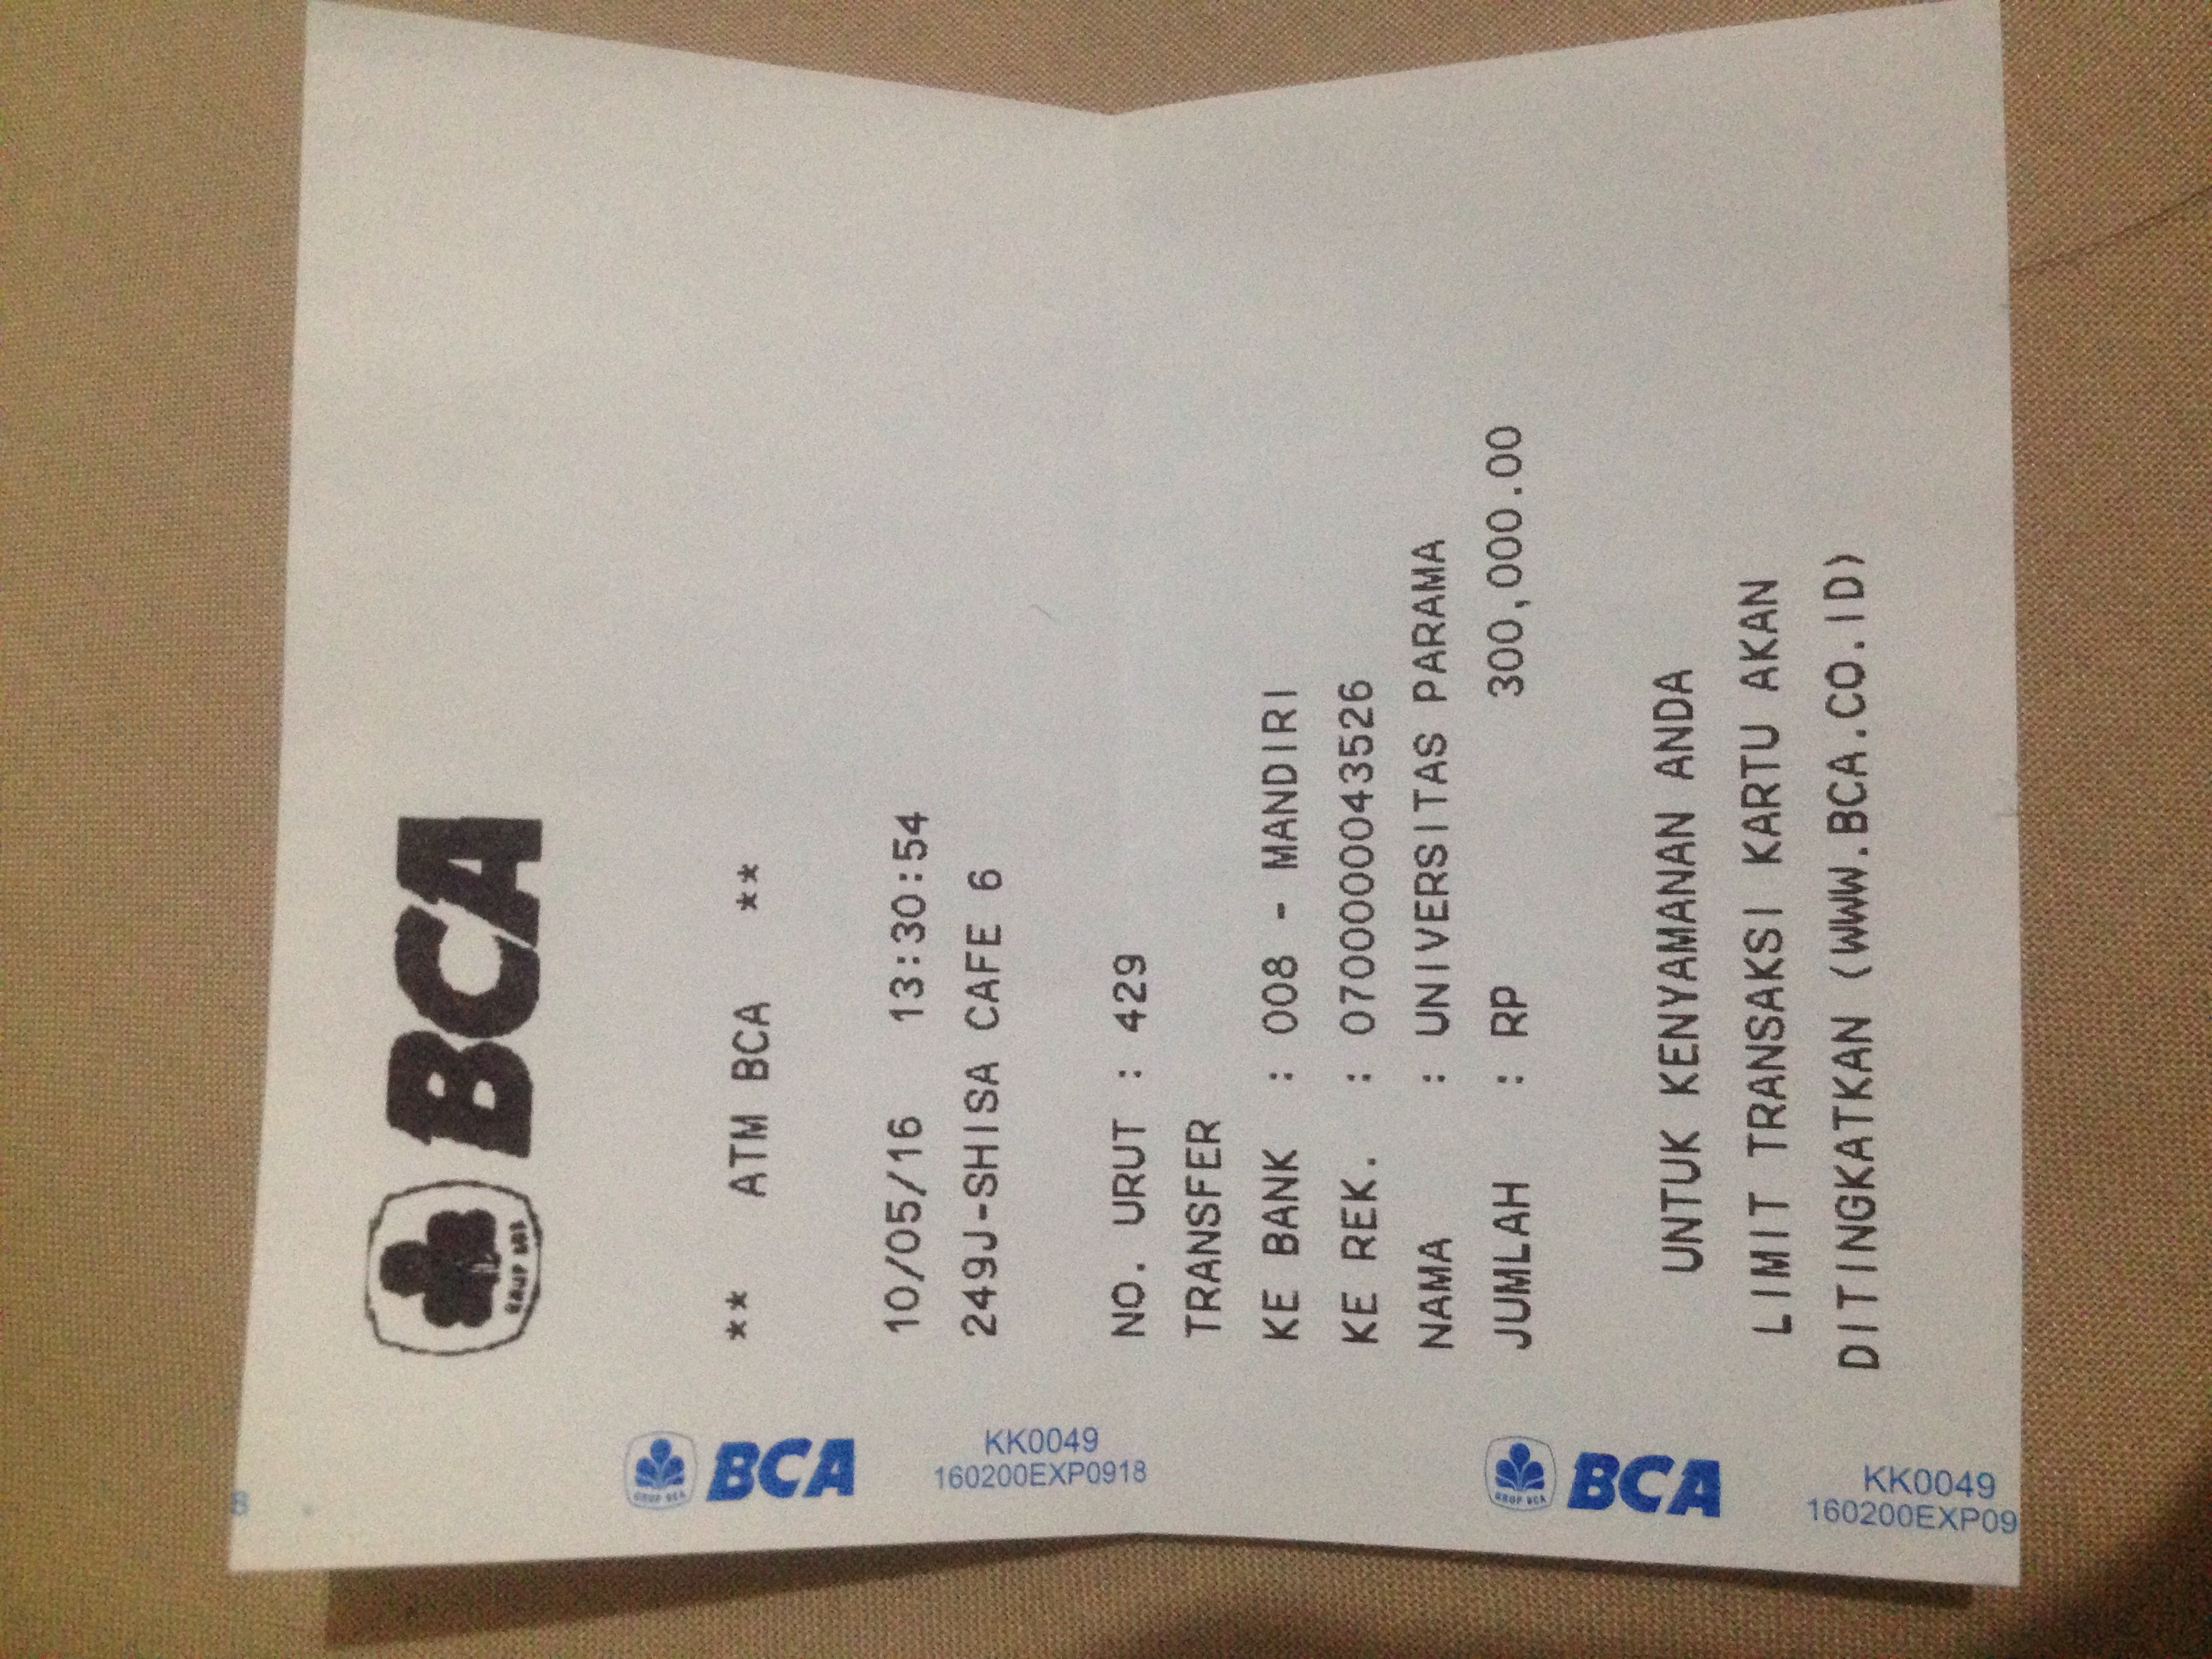 BCA
** ATM BCA **
10/05/16 13:30:54
249J-SHISA CAFE 6
NO. URUT : 429
TRANSFER
KE BANK : 008 - MANDIRI
KE REK. : 0700000043526
NAMA : UNIVERSITAS PARAMA
JUMLAH : RP 300,000.00
UNTUK KENYAMANAN ANDA
LIMIT TRANSAKSI KARTU AKAN
DITINGKATKAN (WWW.BCA.CO.ID)
BCA
KK0049
160200EXP0918
BCA
KK0049
160200EXP09